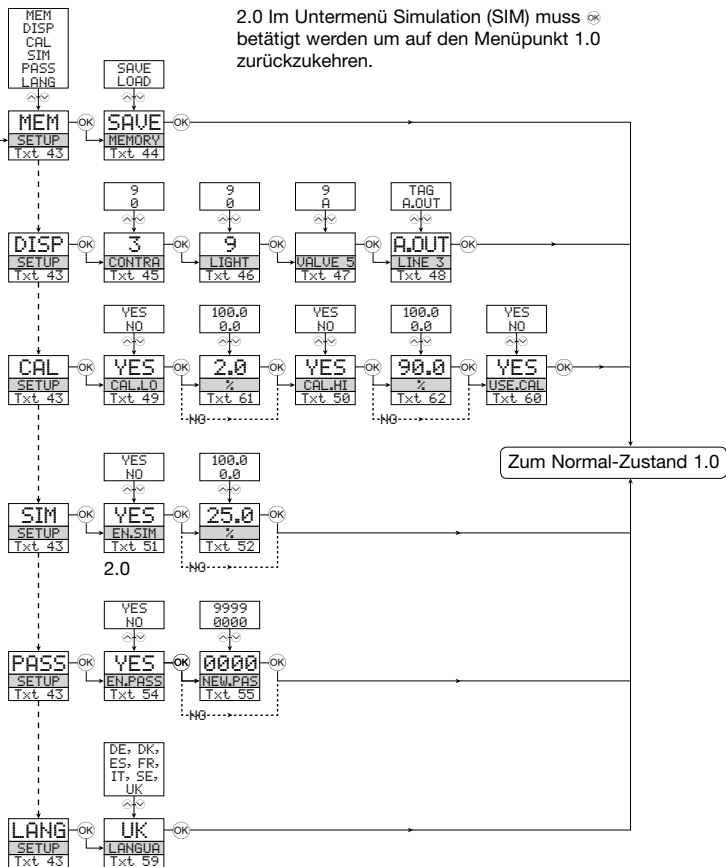 2.0 Im Untermenü Simulation (SIM) muss OK
betätigt werden um auf den Menüpunkt 1.0
zurückzukehren.
MEM
DISP
CAL
SIM
PASS
LANG
SAVE
LOAD
MEM OK SAVE OK
SETUP MEMORY
Txt 43 Txt 44
9 9 9 TAG
0 0 A A.OUT
DISP OK 3 OK 9 OK OK A.OUT OK
SETUP CONTRA LIGHT VALVE 5 LINE 3
Txt 43 Txt 45 Txt 46 Txt 47 Txt 48
YES 100.0 YES 100.0 YES
NO 0.0 NO 0.0 NO
CAL OK YES OK 2.0 OK YES OK 90.0 OK YES OK
SETUP CAL.LO % CAL.HI % USE.CAL
Txt 43 Txt 49 Txt 61 Txt 50 Txt 62 Txt 60
NO NO
Zum Normal-Zustand 1.0
YES 100.0
NO 0.0
SIM OK YES OK 25.0 OK
SETUP EN.SIM %
Txt 43 Txt 51 Txt 52
NO
2.0
YES 9999
NO 0000
PASS OK YES OK 0000 OK
SETUP EN.PASS NEW.PAS
Txt 43 Txt 54 Txt 55
NO
DE, DK,
ES, FR,
IT, SE,
UK
LANG OK UK OK
SETUP LANGUA
Txt 43 Txt 59